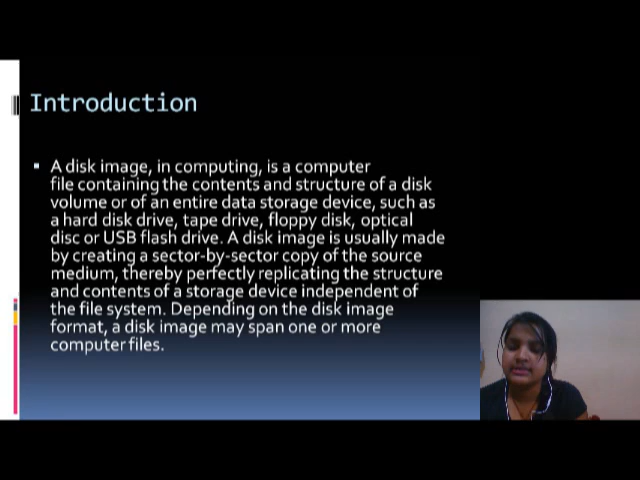 Introduction
A disk image, in computing, is a computer
file containing the contents and structure of a disk
volume or of an entire data storage device, such as
a hard disk drive, tape drive, floppy disk, optical
disc or USB flash drive. A disk image is usually made
by creating a sector-by-sector copy of the source
medium, thereby perfectly replicating the structure
and contents of a storage device independent of
the file system. Depending on the disk image
format, a disk image may span one or more
computer files.